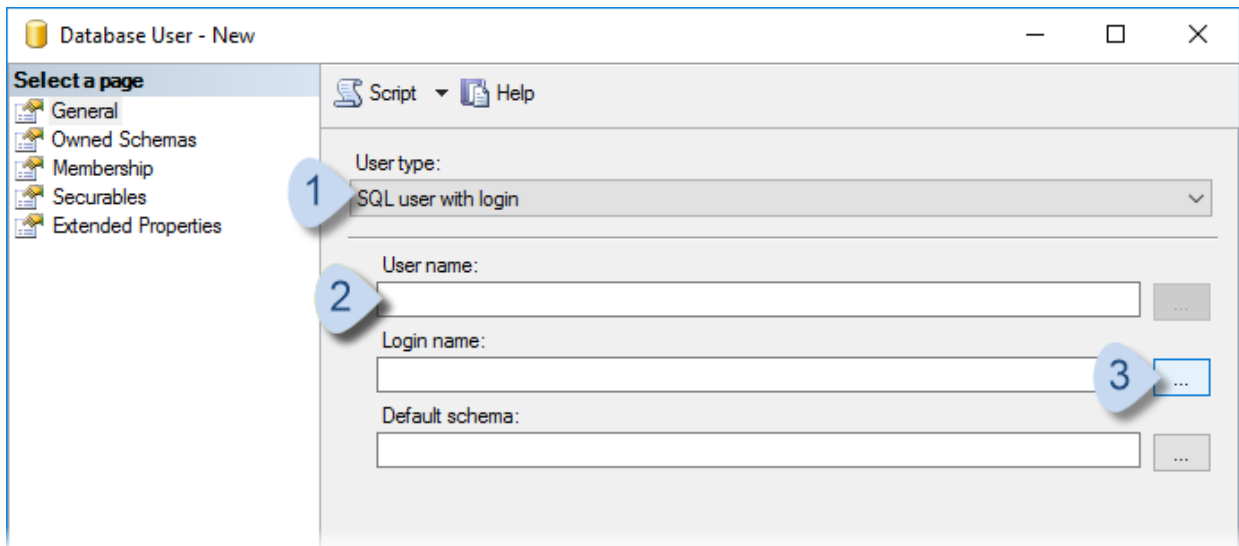 Database User - New
Select a page
General
Owned Schemas
Membership
Securables
Extended Properties
Script Help
User type:
1 SQL user with login
User name:
2 ...
Login name:
3 ...
Default schema:
...